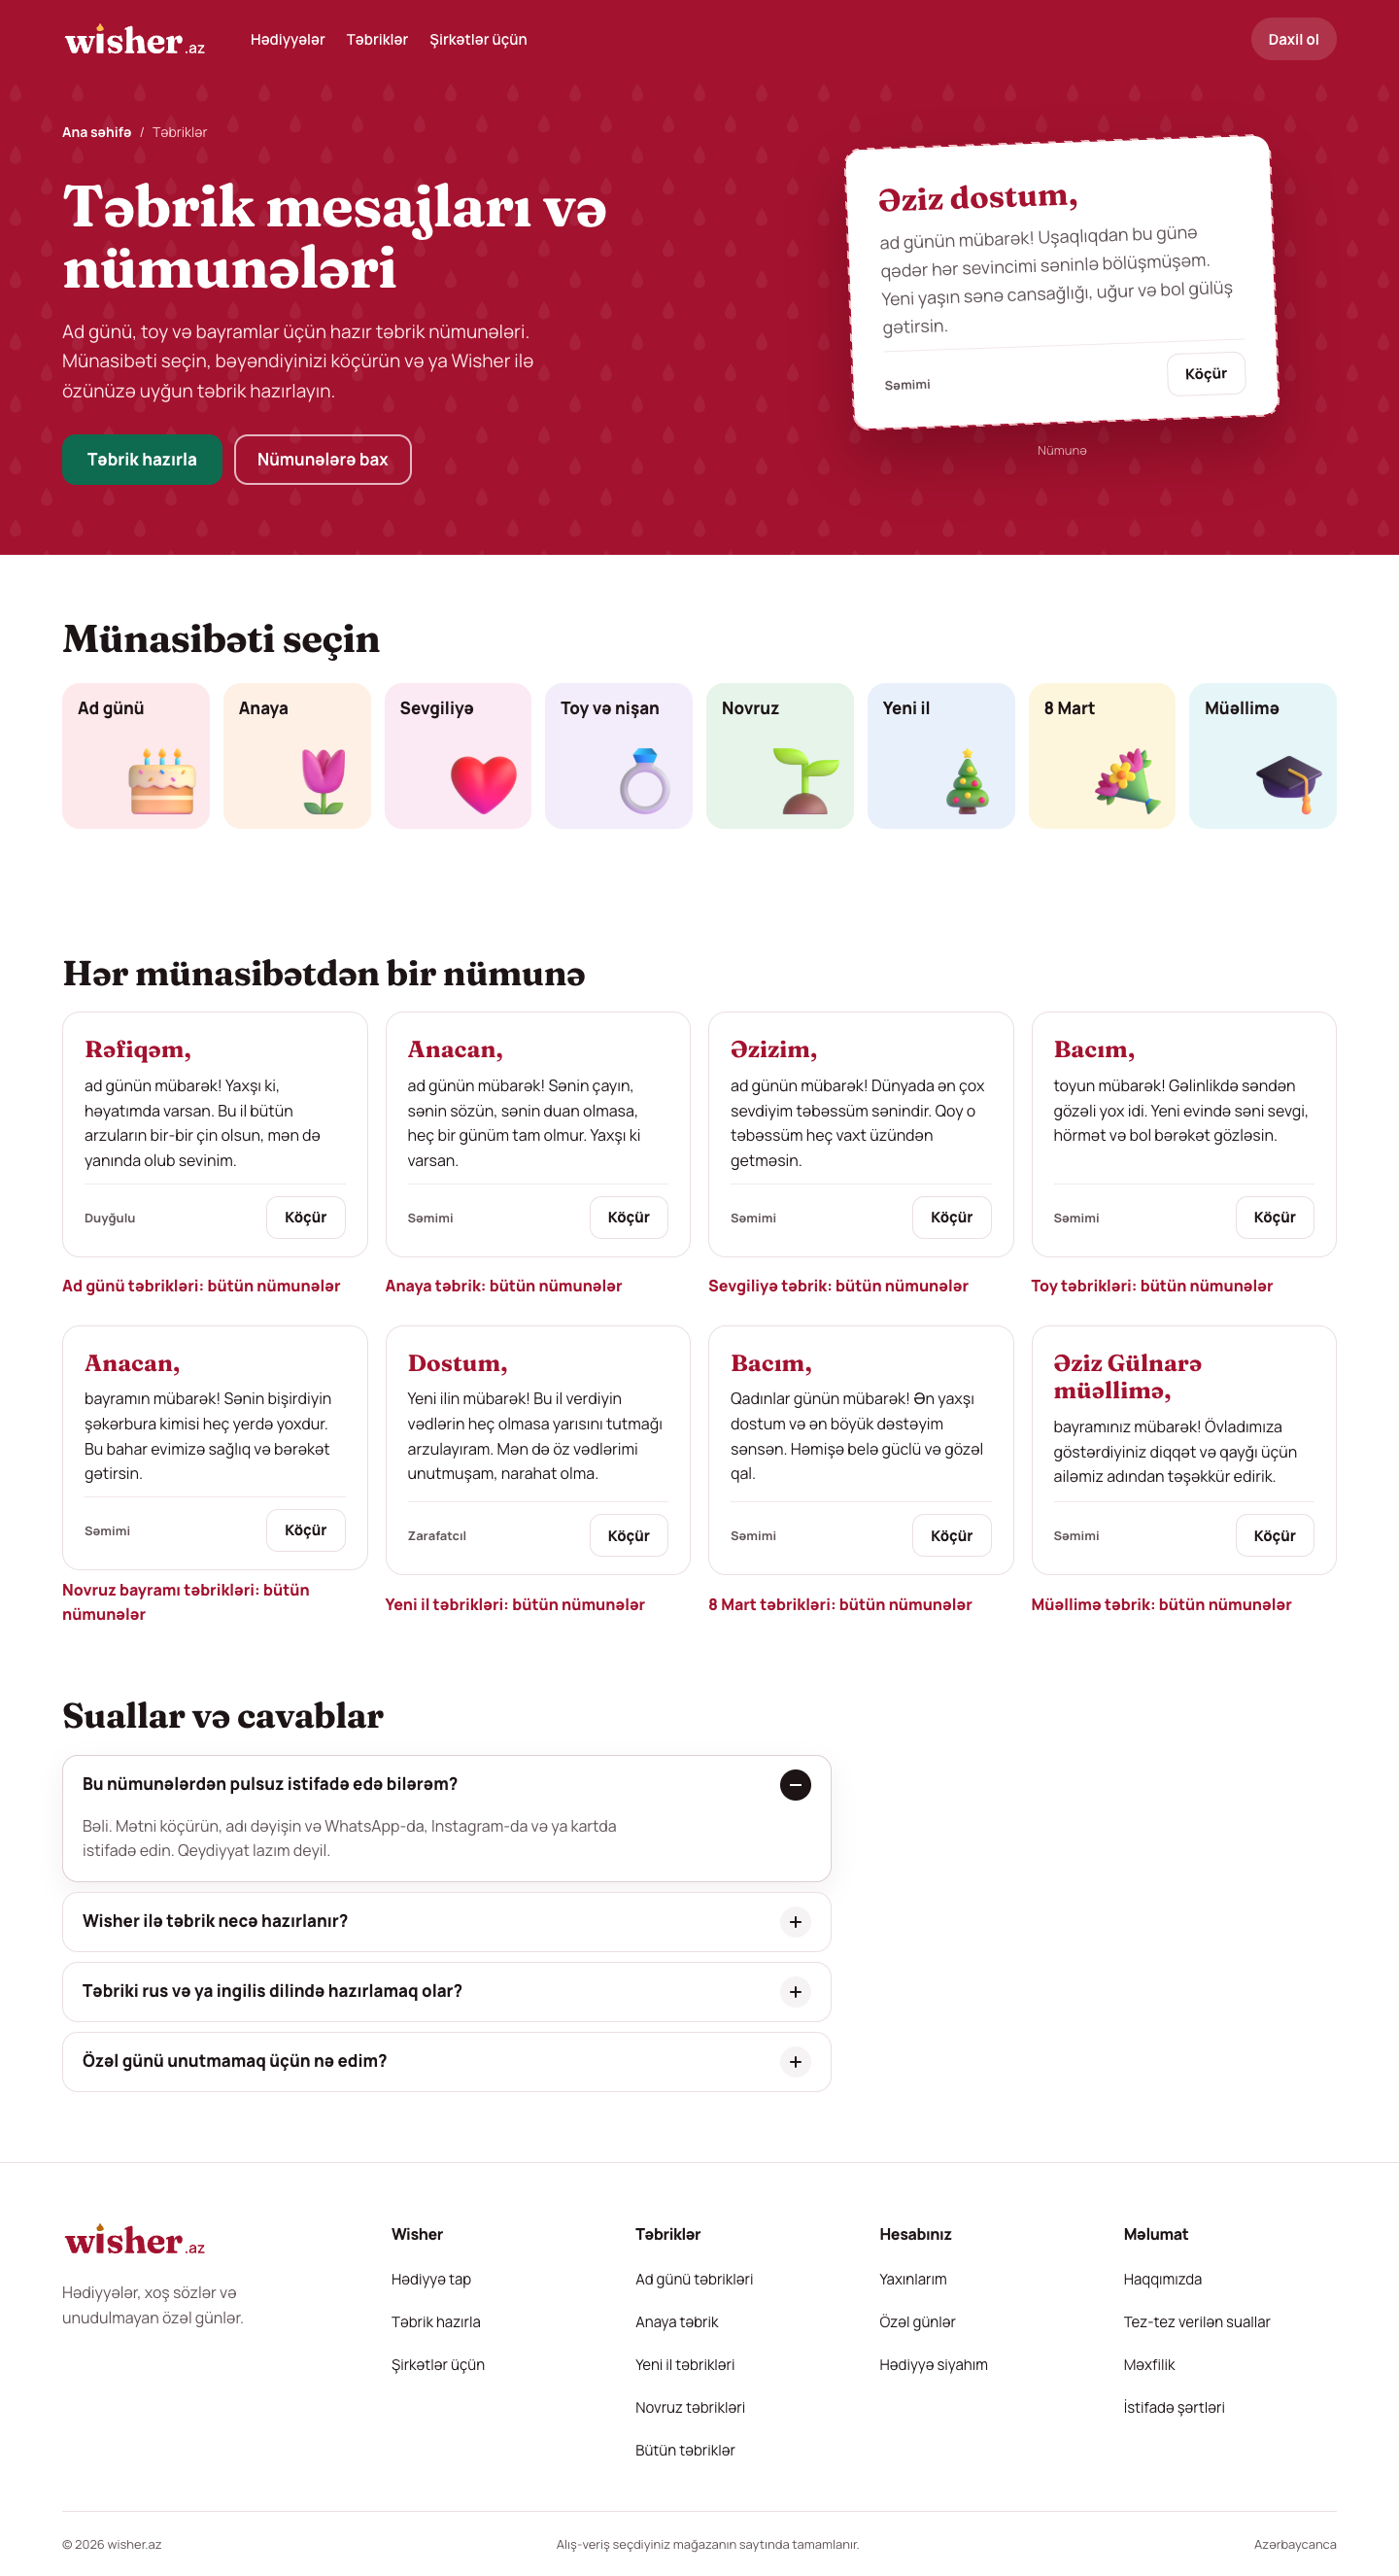 wisher.az
Hədiyyələr
Təbriklər
Şirkətlər üçün
Daxil ol
Ana səhifə / Təbriklər
Təbrik mesajları və
nümunələri
Ad günü, toy və bayramlar üçün hazır təbrik nümunələri.
Münasibəti seçin, bəyəndiyinizi köçürün və ya Wisher ilə
özünüzə uyğun təbrik hazırlayın.
Təbrik hazırla
Nümunələrə bax
Əziz dostum,
ad günün mübarək! Uşaqlıqdan bu günə
qədər hər sevincimi səninlə bölüşmüşəm.
Yeni yaşın sənə cansağlığı, uğur və bol gülüş
gətirsin.
Səmimi
Köçür
Nümunə
Münasibəti seçin
Ad günü
Anaya
Sevgiliyə
Toy və nişan
Novruz
Yeni il
8 Mart
Müəllimə
Hər münasibətdən bir nümunə
Rəfiqəm,
ad günün mübarək! Yaxşı ki,
həyatımda varsan. Bu il bütün
arzuların bir-bir çin olsun, mən də
yanında olub sevinim.
Duyğulu
Köçür
Ad günü təbrikləri: bütün nümunələr
Anacan,
ad günün mübarək! Sənin çayın,
sənin sözün, sənin duan olmasa,
heç bir günüm tam olmur. Yaxşı ki
varsan.
Səmimi
Köçür
Anaya təbrik: bütün nümunələr
Əzizim,
ad günün mübarək! Dünyada ən çox
sevdiyim təbəssüm sənindir. Qoy o
təbəssüm heç vaxt üzündən
getməsin.
Səmimi
Köçür
Sevgiliyə təbrik: bütün nümunələr
Bacım,
toyun mübarək! Gəlinlikdə səndən
gözəli yox idi. Yeni evində səni sevgi,
hörmət və bol bərəkət gözləsin.
Səmimi
Köçür
Toy təbrikləri: bütün nümunələr
Anacan,
bayramın mübarək! Sənin bişirdiyin
şəkərbura kimisi heç yerdə yoxdur.
Bu bahar evimizə sağlıq və bərəkət
gətirsin.
Səmimi
Köçür
Novruz bayramı təbrikləri: bütün
nümunələr
Dostum,
Yeni ilin mübarək! Bu il verdiyin
vədlərin heç olmasa yarısını tutmağı
arzulayıram. Mən də öz vədlərimi
unutmuşam, narahat olma.
Zarafatcıl
Köçür
Yeni il təbrikləri: bütün nümunələr
Bacım,
Qadınlar günün mübarək! Ən yaxşı
dostum və ən böyük dəstəyim
sənsən. Həmişə belə güclü və gözəl
qal.
Səmimi
Köçür
8 Mart təbrikləri: bütün nümunələr
Əziz Gülnarə
müəllimə,
bayramınız mübarək! Övladımıza
göstərdiyiniz diqqət və qayğı üçün
ailəmiz adından təşəkkür edirik.
Səmimi
Köçür
Müəllimə təbrik: bütün nümunələr
Suallar və cavablar
Bu nümunələrdən pulsuz istifadə edə bilərəm?
Bəli. Mətni köçürün, adı dəyişin və WhatsApp-da, Instagram-da və ya kartda
istifadə edin. Qeydiyyat lazım deyil.
Wisher ilə təbrik necə hazırlanır?
Təbriki rus və ya ingilis dilində hazırlamaq olar?
Özəl günü unutmamaq üçün nə edim?
wisher.az
Hədiyyələr, xoş sözlər və
unudulmayan özəl günlər.
Wisher
Hədiyyə tap
Təbrik hazırla
Şirkətlər üçün
Təbriklər
Ad günü təbrikləri
Anaya təbrik
Yeni il təbrikləri
Novruz təbrikləri
Bütün təbriklər
Hesabınız
Yaxınlarım
Özəl günlər
Hədiyyə siyahım
Məlumat
Haqqımızda
Tez-tez verilən suallar
Məxfilik
İstifadə şərtləri
© 2026 wisher.az
Alış-veriş seçdiyiniz mağazanın saytında tamamlanır.
Azərbaycanca